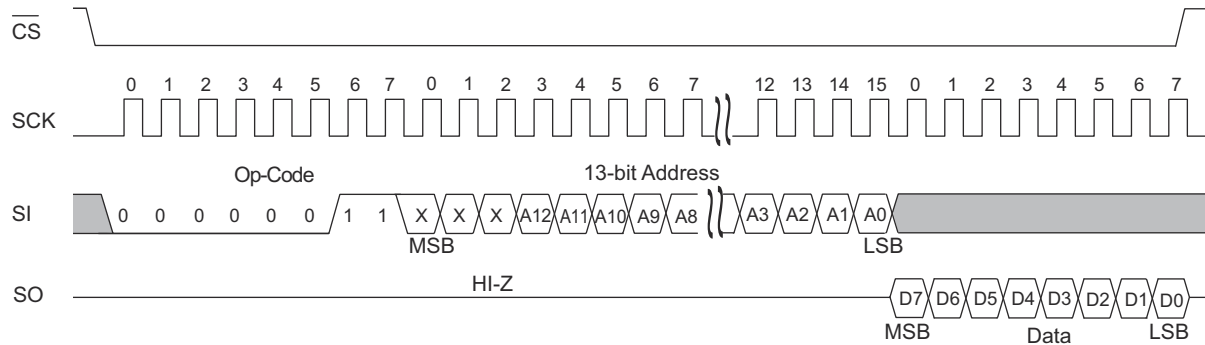 CS
0 1 2 3 4 5 6 7 0 1 2 3 4 5 6 7 12 13 14 15 0 1 2 3 4 5 6 7
SCK
Op-Code 13-bit Address
SI 0 0 0 0 0 0 1 1 X X X A12 A11 A10 A9 A8 A3 A2 A1 A0
MSB LSB
HI-Z
SO D7 D6 D5 D4 D3 D2 D1 D0
MSB Data LSB